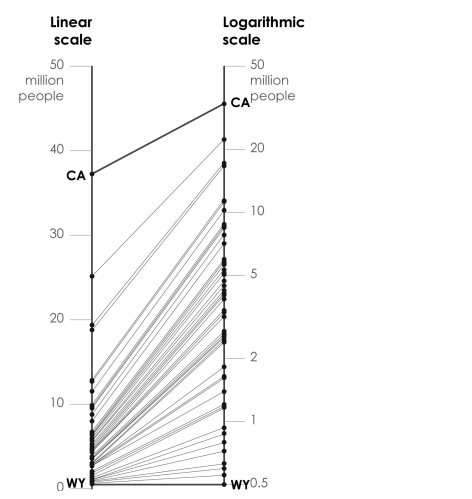 Linear
scale
50
million
people
40
CA
30
20
10
WY
0
Logarithmic
scale
50
million
people
CA
20
10
5
2
1
WY
0.5